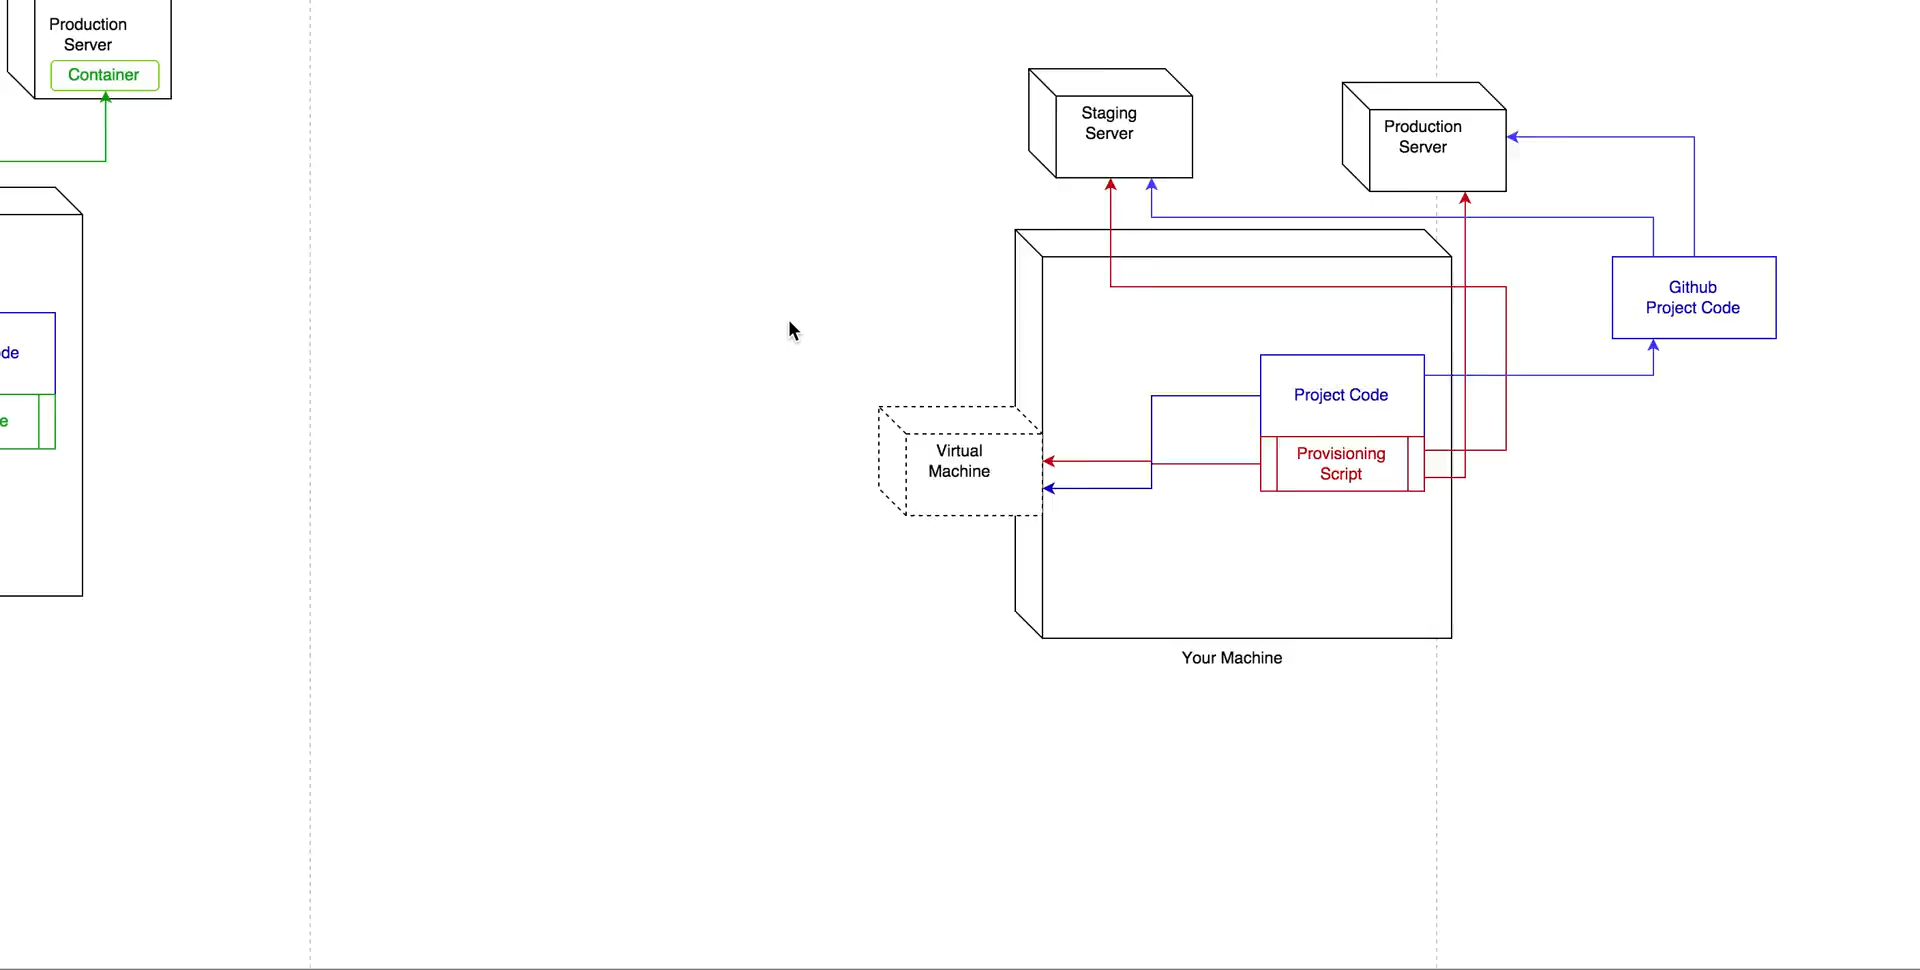 Production
Server
Container
de
e
Staging
Server
Production
Server
Github
Project Code
Project Code
Provisioning
Script
Virtual
Machine
Your Machine